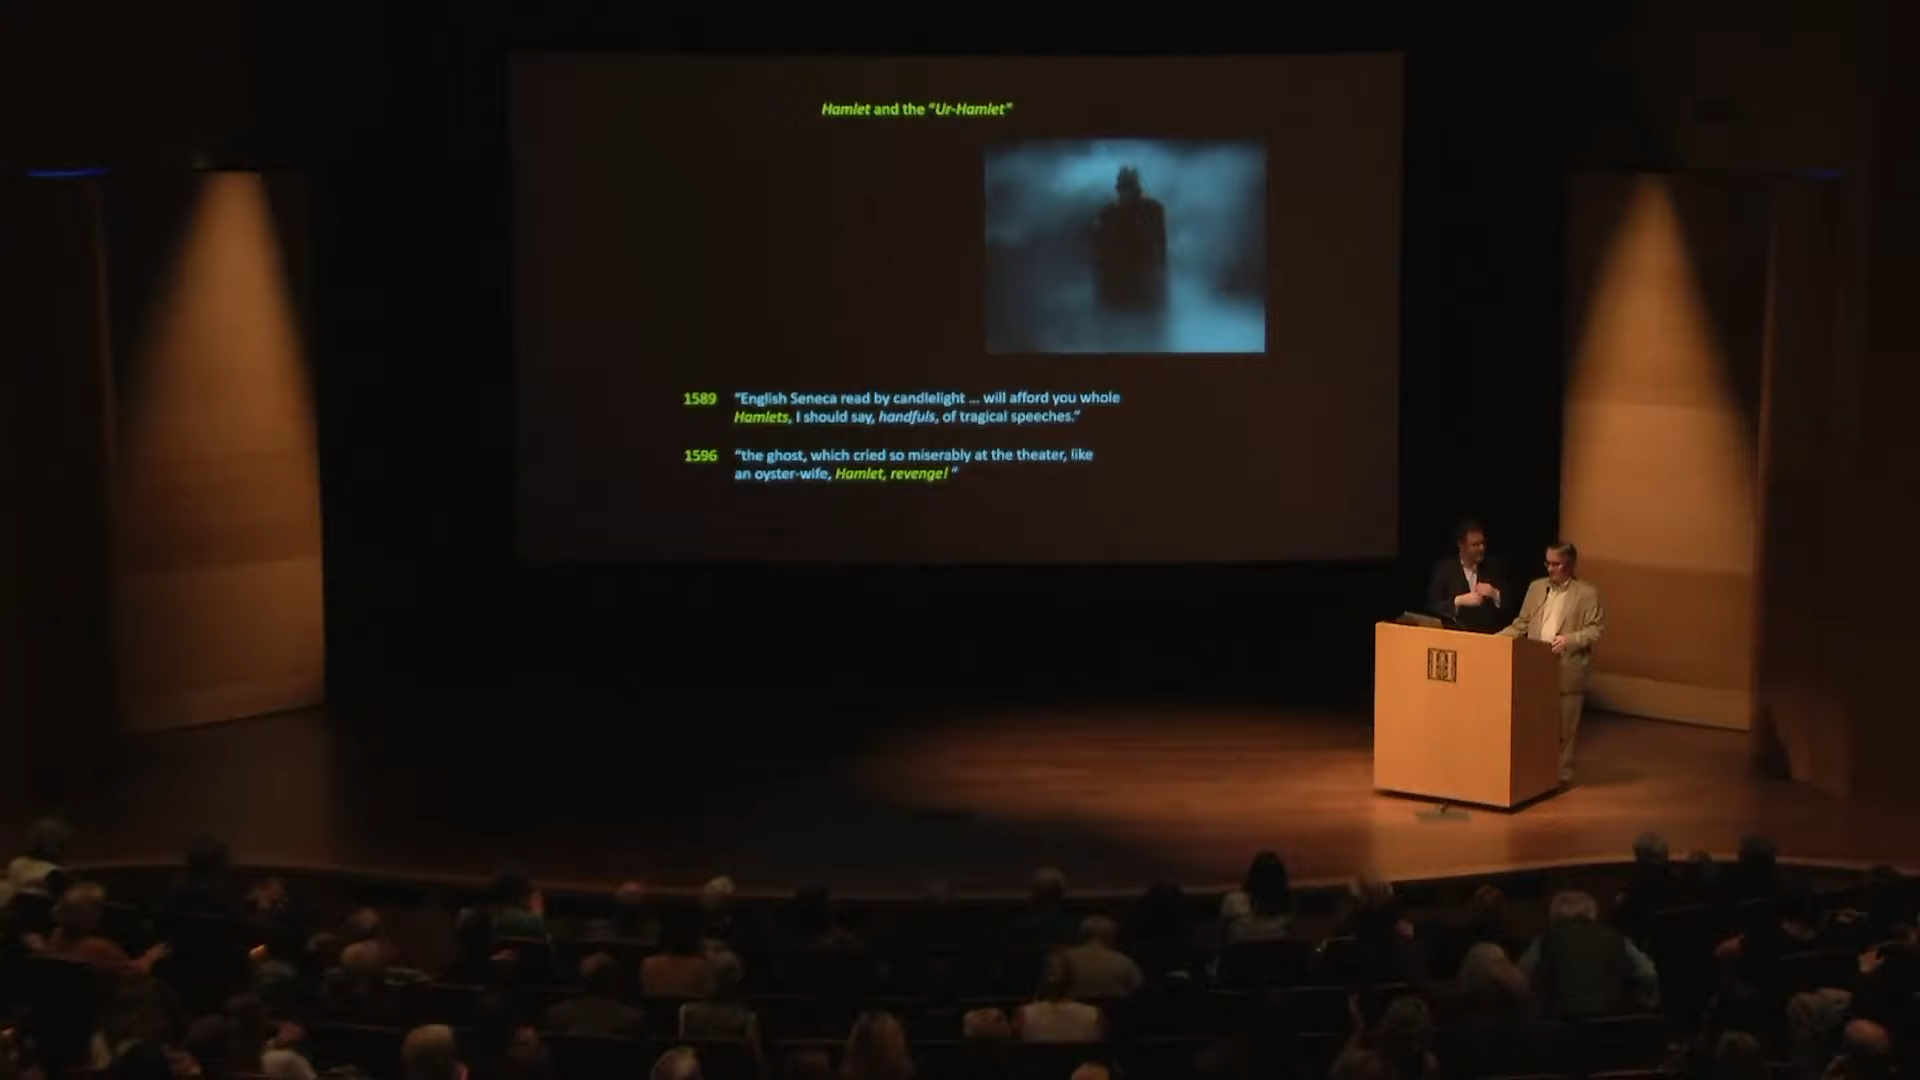 Hamlet and the “Ur-Hamlet”
1589 “English Seneca read by candlelight ... will afford you whole
Hamlets, I should say, handfuls, of tragical speeches.”
1596 “the ghost, which cried so miserably at the theater, like
an oyster-wife, Hamlet, revenge! “